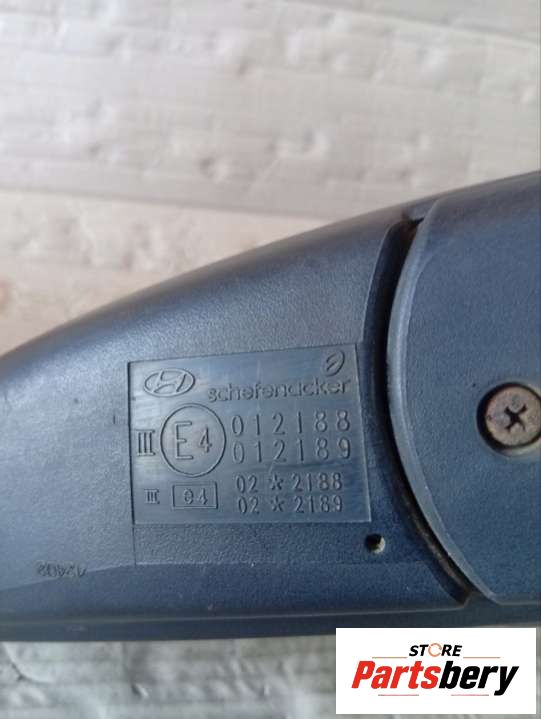 schefenacker
III E4 012188
012189
III e4 02 * 2188
02 * 2189
STORE
Partsbery